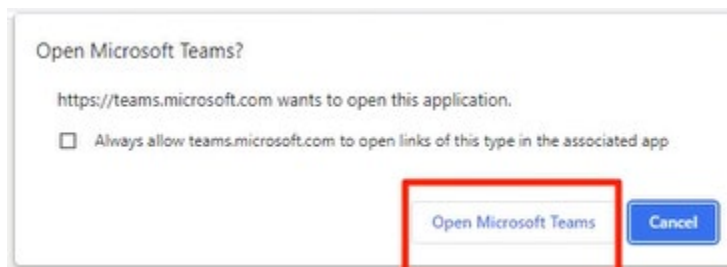 Open Microsoft Teams?
https://teams.microsoft.com wants to open this application.
Always allow teams.microsoft.com to open links of this type in the associated app
Open Microsoft Teams Cancel